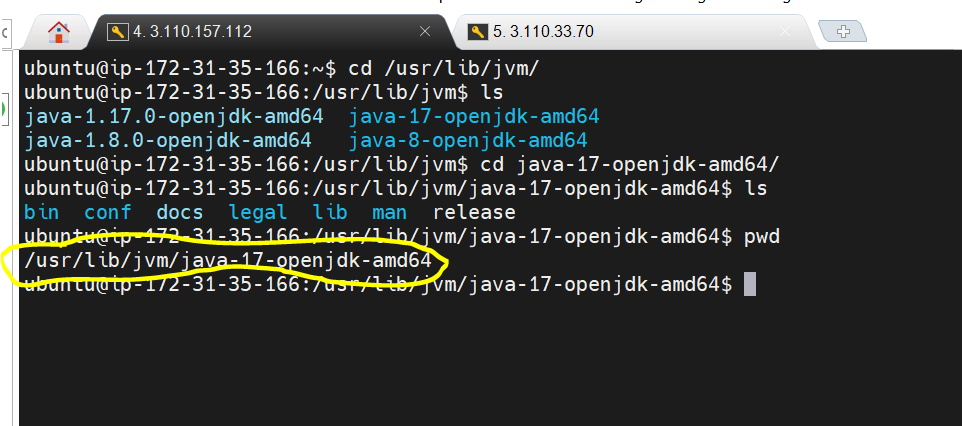 4. 3.110.157.112
5. 3.110.33.70
ubuntu@ip-172-31-35-166:~$ cd /usr/lib/jvm/
ubuntu@ip-172-31-35-166:/usr/lib/jvm$ ls
java-1.17.0-openjdk-amd64  java-17-openjdk-amd64
java-1.8.0-openjdk-amd64   java-8-openjdk-amd64
ubuntu@ip-172-31-35-166:/usr/lib/jvm$ cd java-17-openjdk-amd64/
ubuntu@ip-172-31-35-166:/usr/lib/jvm/java-17-openjdk-amd64$ ls
bin  conf  docs  legal  lib  man  release
ubuntu@ip-172-31-35-166:/usr/lib/jvm/java-17-openjdk-amd64$ pwd
/usr/lib/jvm/java-17-openjdk-amd64
ubuntu@ip-172-31-35-166:/usr/lib/jvm/java-17-openjdk-amd64$